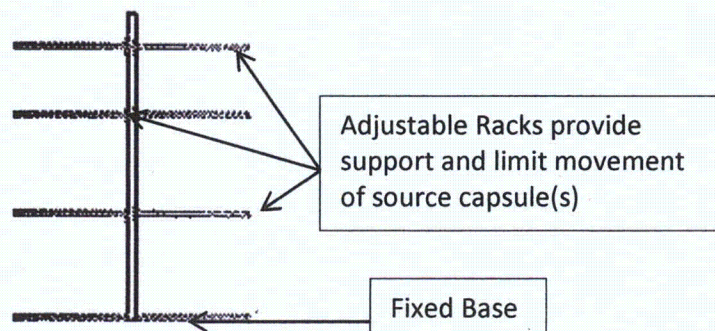 Adjustable Racks provide
support and limit movement
of source capsule(s)
Fixed Base